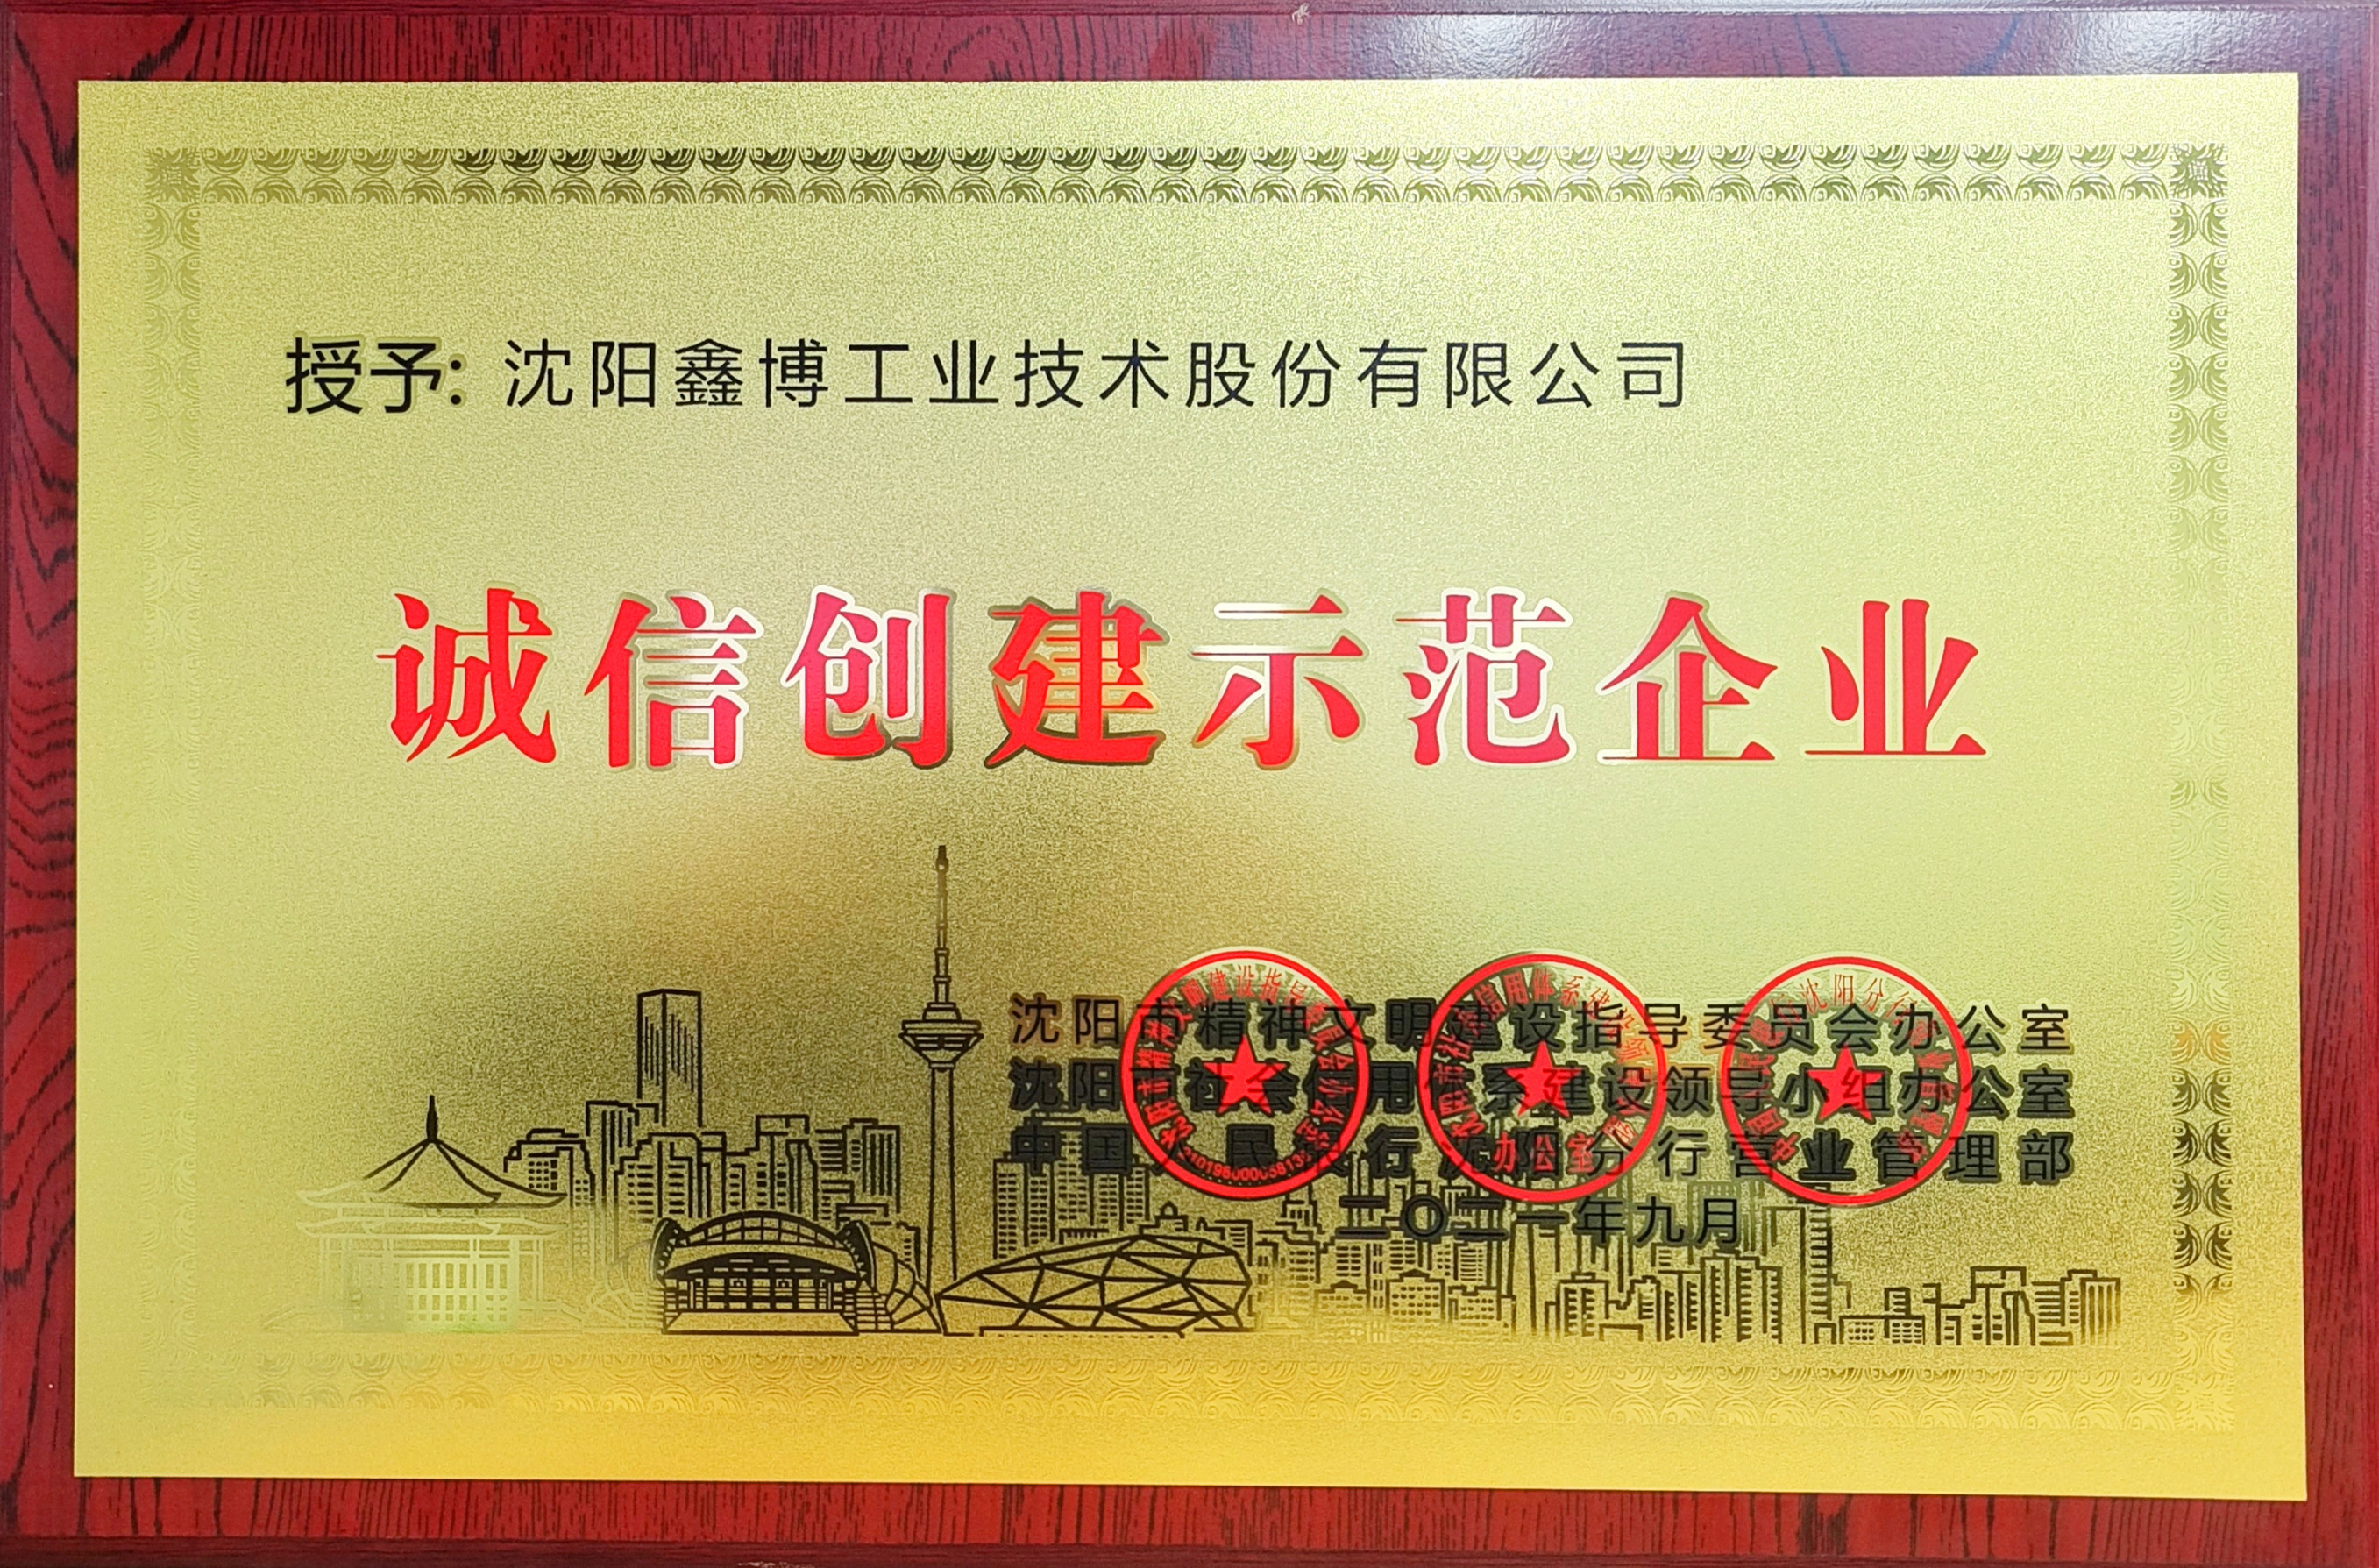 授予: 沈阳鑫博工业技术股份有限公司
诚信创建示范企业
沈阳市精神文明建设指导委员会办公室
沈阳市社会信用体系建设领导小组办公室
中国人民银行沈阳分行营业管理部
二〇二一年九月
办公室